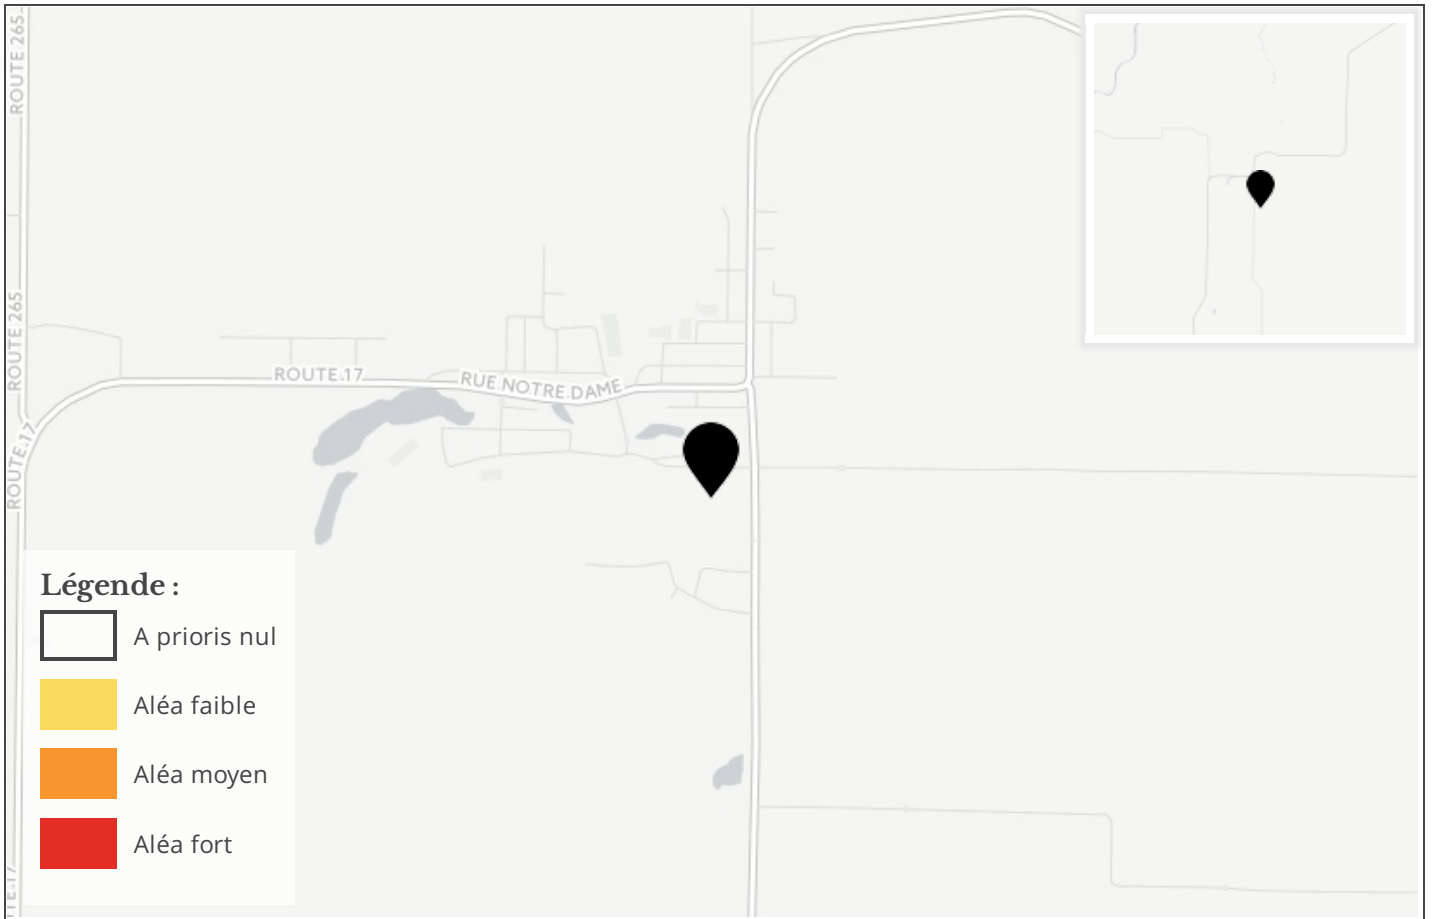 ROUTE 265
ROUTE 265
ROUTE 17
RUE NOTRE DAME
ROUTE 17
Légende :
A prioris nul
Aléa faible
Aléa moyen
Aléa fort